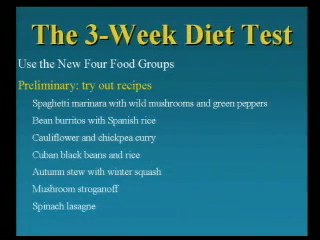 The 3-Week Diet Test
Use the New Four Food Groups
Preliminary: try out recipes
Spaghetti marinara with wild mushrooms and green peppers
Bean burritos with Spanish rice
Cauliflower and chickpea curry
Cuban black beans and rice
Autumn stew with winter squash
Mushroom stroganoff
Spinach lasagne